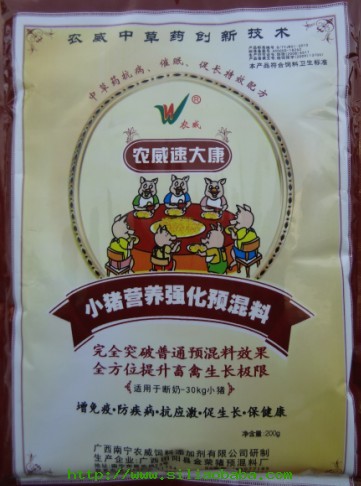 农威中草药创新技术
本产品符合饲料卫生标准
中草药抗病、催眠、促长特效配方
W®
农威
农威速大康
小猪营养强化预混料
完全突破普通预混料效果
全方位提升畜禽生长极限
适用于断奶-30kg小猪
增免疫·防疾病·抗应激·促生长·保健康
净含量:200g
广西南宁农威饲料添加剂有限公司研制